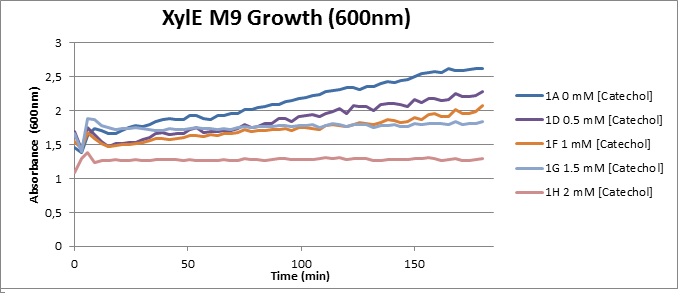 XylE M9 Growth (600nm)
3
2,5
2
1,5
1
0,5
0
Absorbance (600nm)
0
50
100
150
Time (min)
1A 0 mM [Catechol]
1D 0.5 mM [Catechol]
1F 1 mM [Catechol]
1G 1.5 mM [Catechol]
1H 2 mM [Catechol]